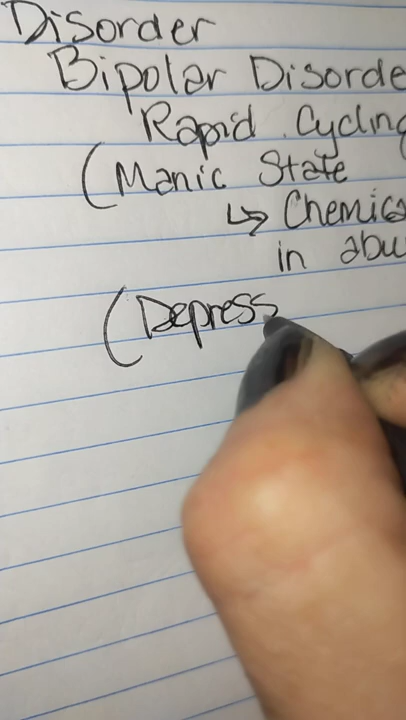 Disorder
Bipolar Disorde
Rapid Cycling
(Manic State
↳ Chemica
in abu
(Depress